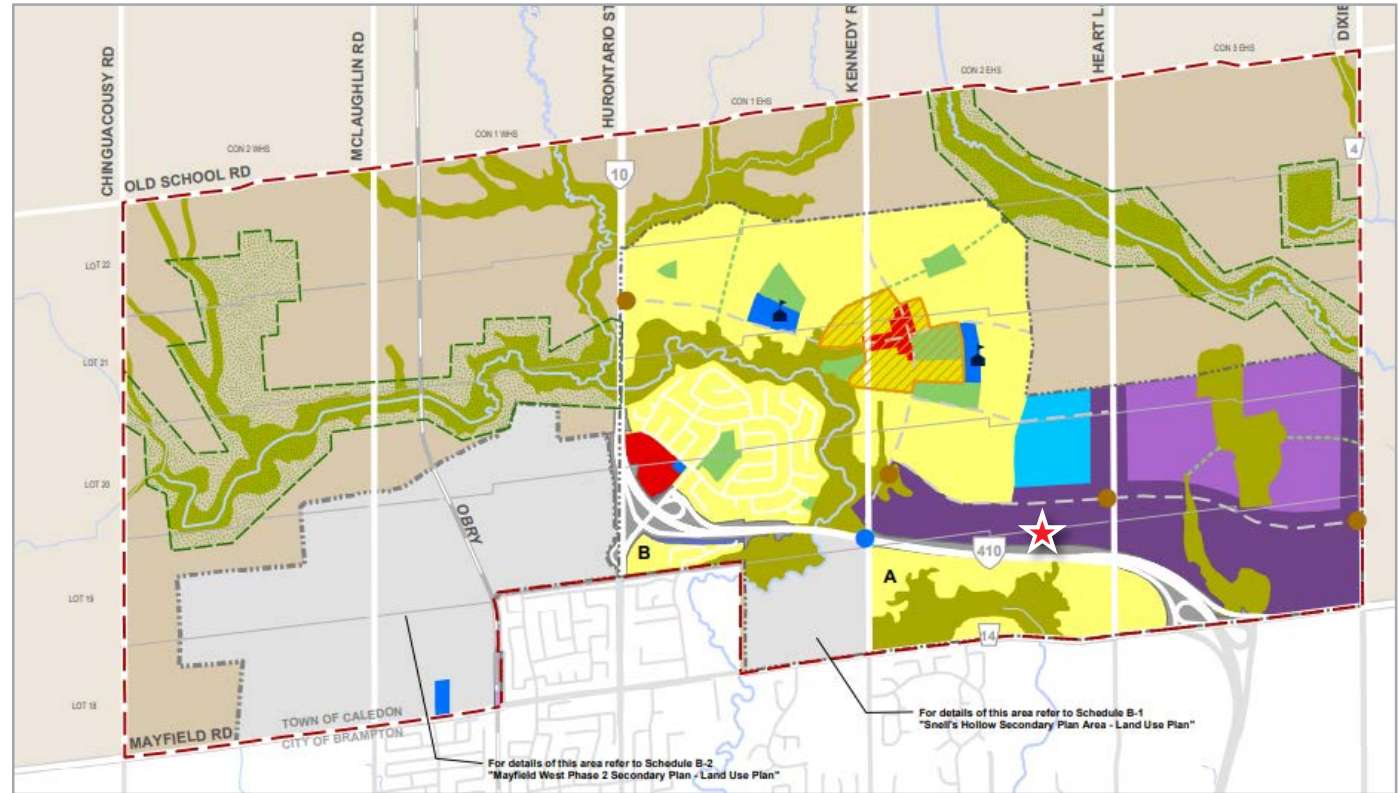 CHINGUACOUSY RD
MCLAUGHLIN RD
HURONTARIO ST
KENNEDY R
HEART L
DIXIE
CON 3 EHS
CON 2 EHS
CON 1 EHS
CON 1 WHS
CON 2 WHS
OLD SCHOOL RD
10
4
LOT 22
LOT 21
LOT 20
OBRY
410
B
A
LOT 19
14
LOT 18
TOWN OF CALEDON
CITY OF BRAMPTON
MAYFIELD RD
For details of this area refer to Schedule B-1
"Snell's Hollow Secondary Plan Area - Land Use Plan"
For details of this area refer to Schedule B-2
"Mayfield West Phase 2 Secondary Plan - Land Use Plan"